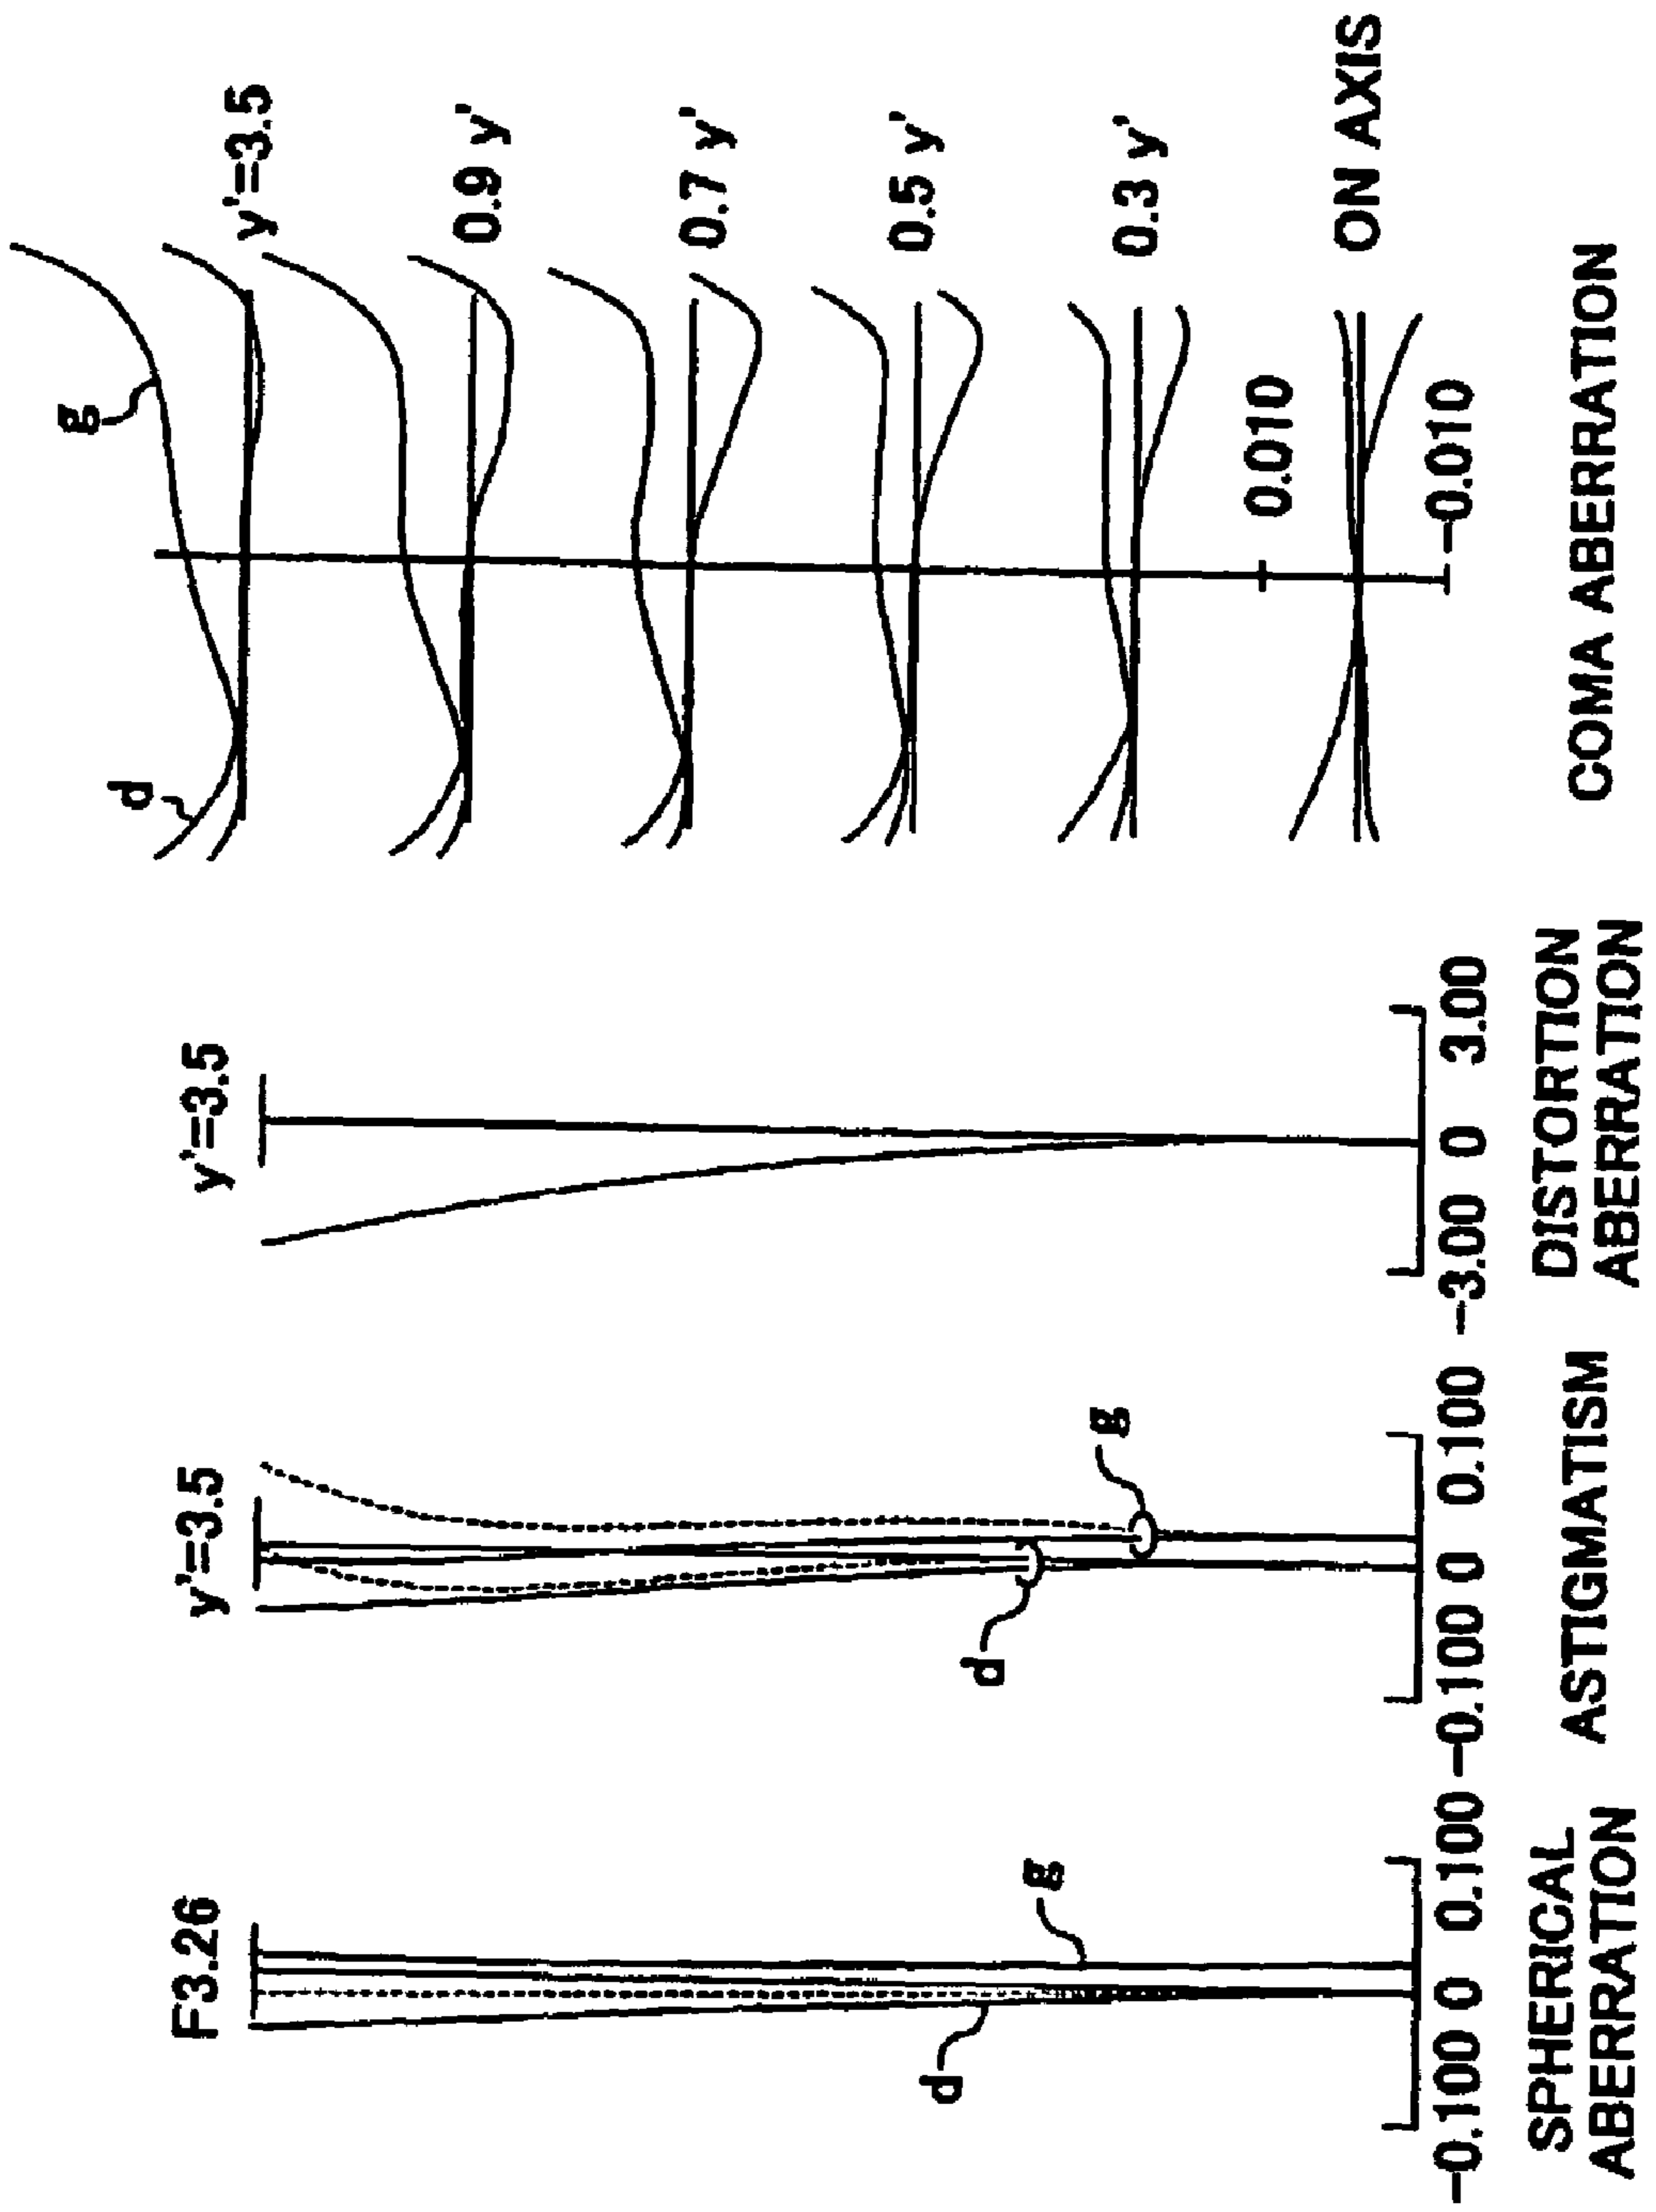 F3.26
g
d
-0.100 0 0.100
SPHERICAL
ABERRATION
y'=3.5
g
d
-0.100 0 0.100
ASTIGMATISM
y'=3.5
-3.00 0 3.00
DISTORTION
ABERRATION
g
d
y'=3.5
0.9 y'
0.7 y'
0.5 y'
0.3 y'
0.010
ON AXIS
-0.010
COMA ABERRATION